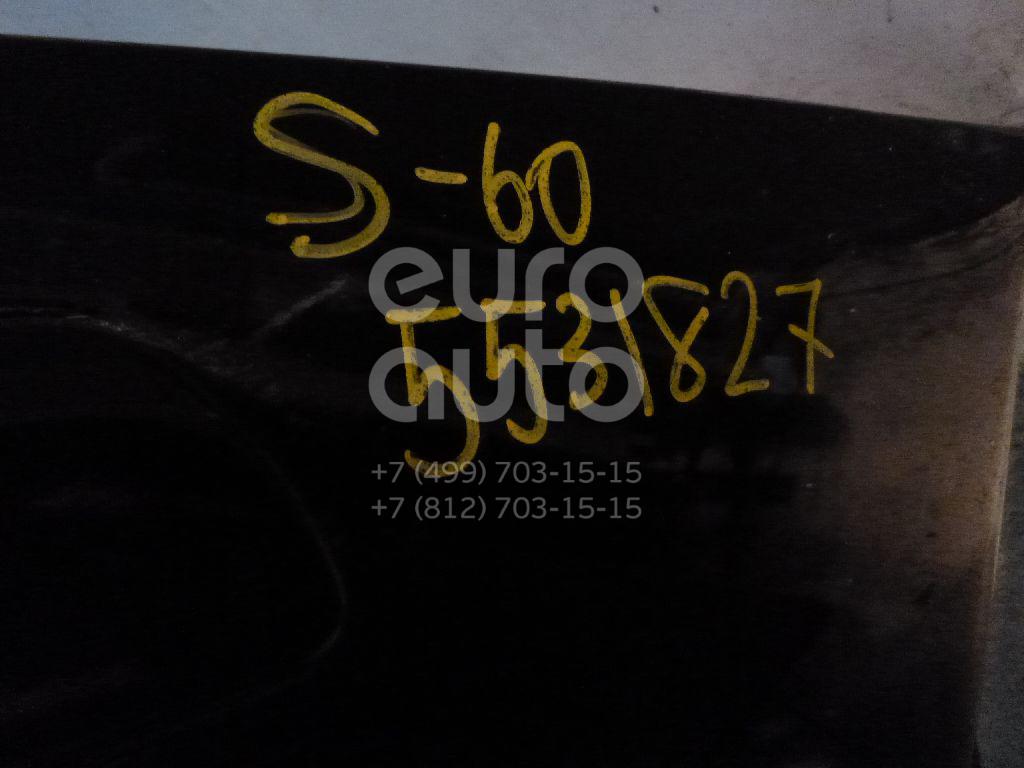 S-60
euro
5531827
auto
+7 (499) 703-15-15
+7 (812) 703-15-15